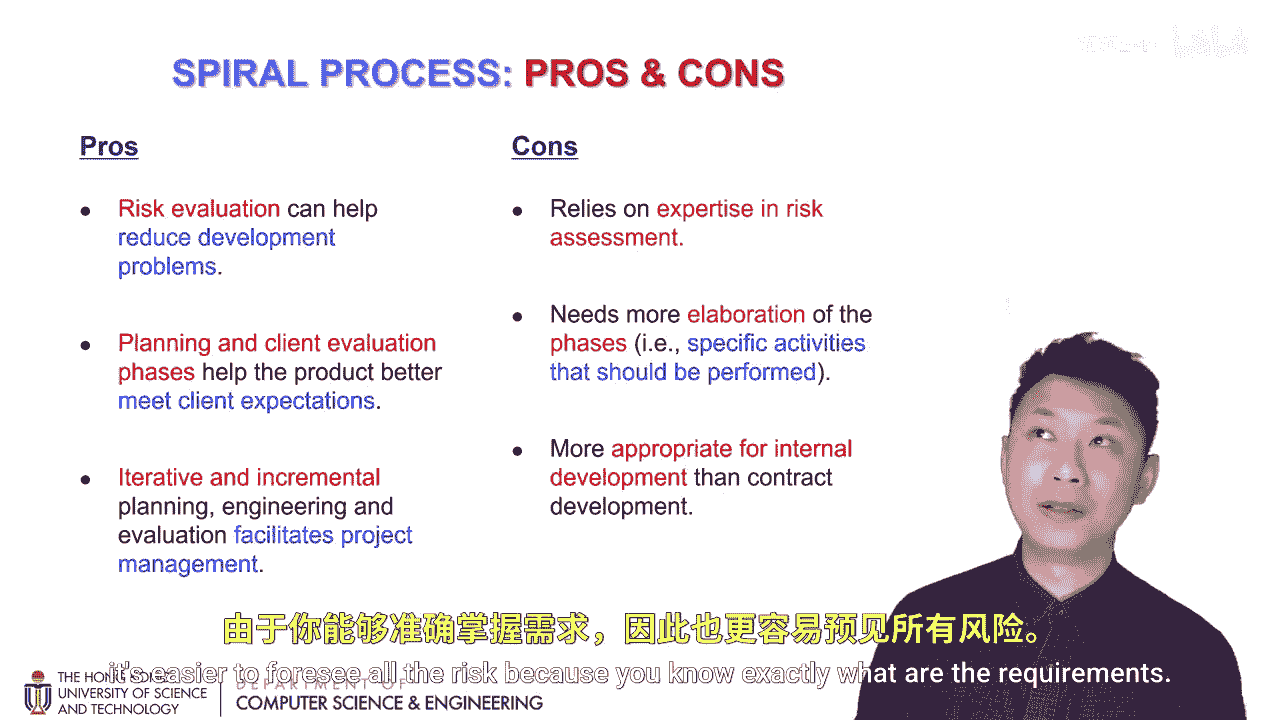 SPIRAL PROCESS: PROS & CONS
Pros
● Risk evaluation can help
reduce development
problems.
● Planning and client evaluation
phases help the product better
meet client expectations.
● Iterative and incremental
planning, engineering and
evaluation facilitates project
management.
Cons
● Relies on expertise in risk
assessment.
● Needs more elaboration of the
phases (i.e., specific activities
that should be performed).
● More appropriate for internal
development than contract
development.
由于你能够准确掌握需求，因此也更容易预见所有风险。
it's easier to foresee all the risk because you know exactly what are the requirements.
THE HONG KONG
UNIVERSITY OF SCIENCE
AND TECHNOLOGY
DEPARTMENT OF
COMPUTER SCIENCE & ENGINEERING